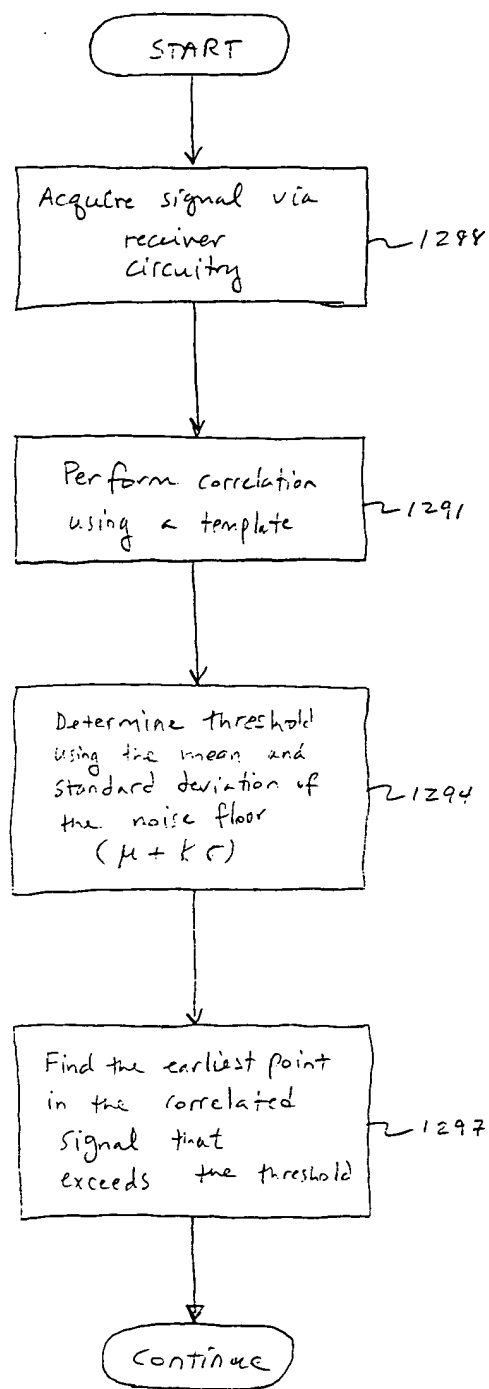 START
Acquire signal via
receiver
circuitry
1288
Perform correlation
using a template
1291
Determine threshold
using the mean and
standard deviation of
the noise floor
(μ + kσ)
1294
Find the earliest point
in the correlated
signal that
exceeds the threshold
1297
Continue